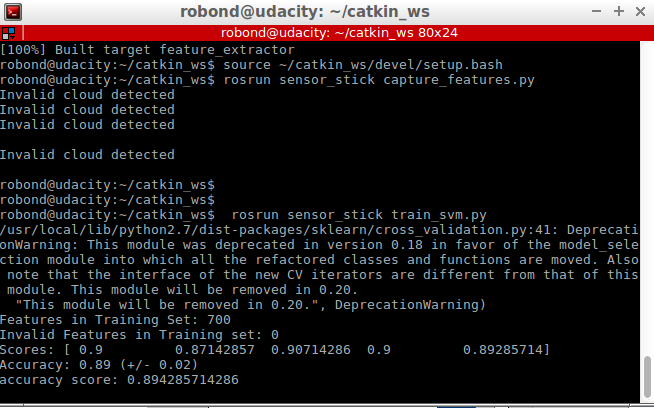 robond@udacity: ~/catkin_ws
robond@udacity: ~/catkin_ws 80x24
[100%] Built target feature_extractor
robond@udacity:~/catkin_ws$ source ~/catkin_ws/devel/setup.bash
robond@udacity:~/catkin_ws$ rosrun sensor_stick capture_features.py
Invalid cloud detected
Invalid cloud detected
Invalid cloud detected
Invalid cloud detected
robond@udacity:~/catkin_ws$
robond@udacity:~/catkin_ws$
robond@udacity:~/catkin_ws$  rosrun sensor_stick train_svm.py
/usr/local/lib/python2.7/dist-packages/sklearn/cross_validation.py:41: Deprecati
onWarning: This module was deprecated in version 0.18 in favor of the model_sele
ction module into which all the refactored classes and functions are moved. Also
 note that the interface of the new CV iterators are different from that of this
 module. This module will be removed in 0.20.
  "This module will be removed in 0.20.", DeprecationWarning)
Features in Training Set: 700
Invalid Features in Training set: 0
Scores: [ 0.9         0.87142857  0.90714286  0.9         0.89285714]
Accuracy: 0.89 (+/- 0.02)
accuracy score: 0.894285714286